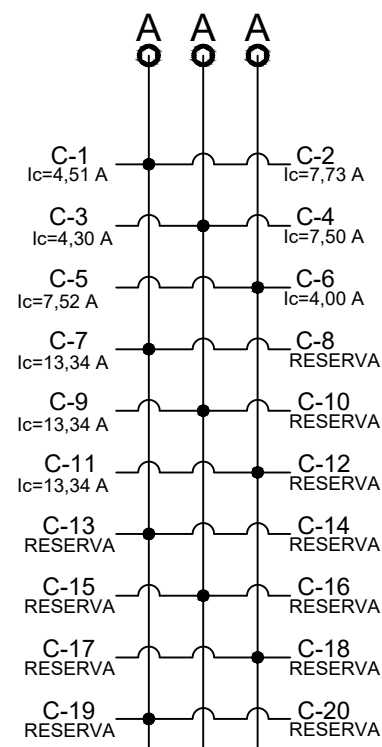 A A A
C-1 C-2
Ic=4,51 A Ic=7,73 A
C-3 C-4
Ic=4,30 A Ic=7,50 A
C-5 C-6
Ic=7,52 A Ic=4,00 A
C-7 C-8
Ic=13,34 A RESERVA
C-9 C-10
Ic=13,34 A RESERVA
C-11 C-12
Ic=13,34 A RESERVA
C-13 C-14
RESERVA RESERVA
C-15 C-16
RESERVA RESERVA
C-17 C-18
RESERVA RESERVA
C-19 C-20
RESERVA RESERVA